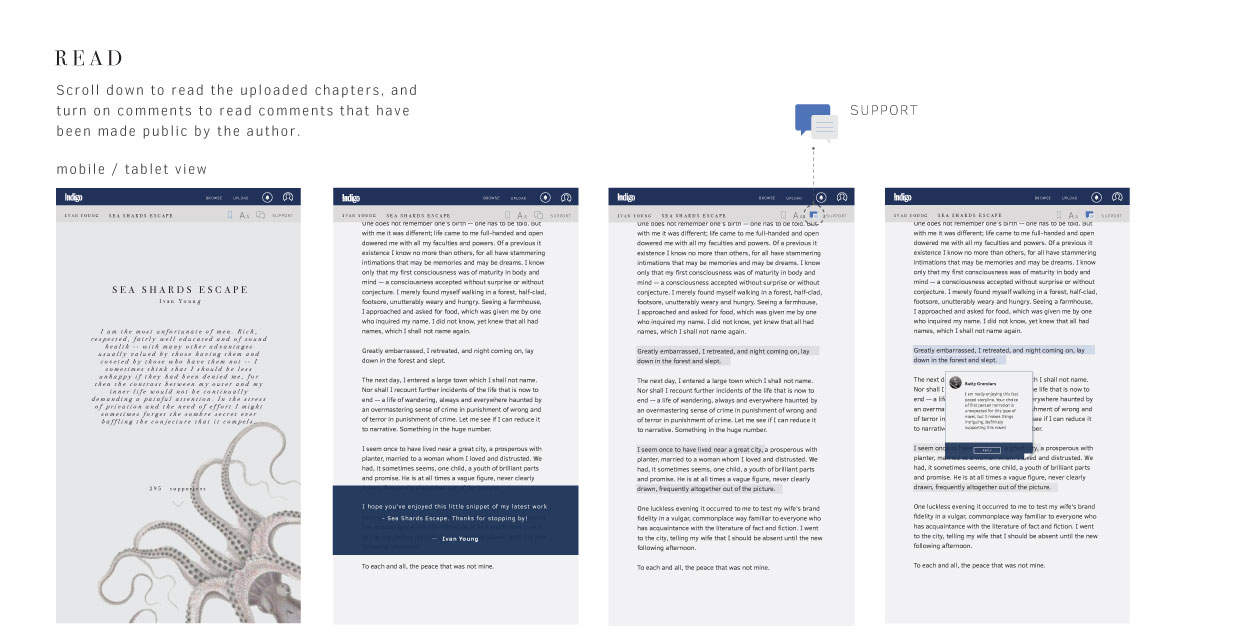 READ
Scroll down to read the uploaded chapters, and
turn on comments to read comments that have
been made public by the author.
SUPPORT
mobile / tablet view
Indigo
BROWSE UPLOAD
IVAN YOUNG SEA SHARDS ESCAPE
AA SUPPORT
SEA SHARDS ESCAPE
Ivan Young
I am the most unfortunate of men. Rich,
respected, fairly well educated and of sound
health -- with many other advantages
usually valued by those having them and
coveted by those who have them not -- I
sometimes think that I should be less
unhappy if they had been denied me, for
then the contrast between my outer and my
inner life would not be continually
demanding a painful attention. In the stress
of privation and the need of effort I might
sometimes forget the sombre secret ever
baffling the conjecture that it compels.
295 supporters
Indigo
BROWSE UPLOAD
IVAN YOUNG SEA SHARDS ESCAPE
AA SUPPORT
One does not remember one's birth -- one has to be told. But
with me it was different; life came to me full-handed and open
dowered me with all my faculties and powers. Of a previous it
existence I know no more than others, for all have stammering
intimations that may be memories and may be dreams. I know
only that my first consciousness was of maturity in body and
mind -- a consciousness accepted without surprise or without
conjecture. I merely found myself walking in a forest, half-clad,
footsore, unutterably weary and hungry. Seeing a farmhouse,
I approached and asked for food, which was given me by one
who inquired my name. I did not know, yet knew that all had
names, which I shall not name again.
Greatly embarrassed, I retreated, and night coming on, lay
down in the forest and slept.
The next day, I entered a large town which I shall not name.
Nor shall I recount further incidents of the life that is now to
end -- a life of wandering, always and everywhere haunted by
an overmastering sense of crime in punishment of wrong and
of terror in punishment of crime. Let me see if I can reduce it
to narrative. Something in the huge number.
I seem once to have lived near a great city, a prosperous with
planter, married to a woman whom I loved and distrusted. We
had, it sometimes seems, one child, a youth of brilliant parts
and promise. He is at all times a vague figure, never clearly
I hope you've enjoyed this little snippet of my latest work
- Sea Shards Escape. Thanks for stopping by!
— Ivan Young
To each and all, the peace that was not mine.
Indigo
BROWSE UPLOAD
IVAN YOUNG SEA SHARDS ESCAPE
AA SUPPORT
One does not remember one's birth -- one has to be told. But
with me it was different; life came to me full-handed and open
dowered me with all my faculties and powers. Of a previous it
existence I know no more than others, for all have stammering
intimations that may be memories and may be dreams. I know
only that my first consciousness was of maturity in body and
mind -- a consciousness accepted without surprise or without
conjecture. I merely found myself walking in a forest, half-clad,
footsore, unutterably weary and hungry. Seeing a farmhouse,
I approached and asked for food, which was given me by one
who inquired my name. I did not know, yet knew that all had
names, which I shall not name again.
Greatly embarrassed, I retreated, and night coming on, lay
down in the forest and slept.
The next day, I entered a large town which I shall not name.
Nor shall I recount further incidents of the life that is now to
end -- a life of wandering, always and everywhere haunted by
an overmastering sense of crime in punishment of wrong and
of terror in punishment of crime. Let me see if I can reduce it
to narrative. Something in the huge number.
I seem once to have lived near a great city, a prosperous with
planter, married to a woman whom I loved and distrusted. We
had, it sometimes seems, one child, a youth of brilliant parts
and promise. He is at all times a vague figure, never clearly
drawn, frequently altogether out of the picture.
One luckless evening it occurred to me to test my wife's brand
fidelity in a vulgar, commonplace way familiar to everyone who
has acquaintance with the literature of fact and fiction. I went
to the city, telling my wife that I should be absent until the new
following afternoon.
To each and all, the peace that was not mine.
Indigo
BROWSE UPLOAD
IVAN YOUNG SEA SHARDS ESCAPE
AA SUPPORT
One does not remember one's birth -- one has to be told. But
with me it was different; life came to me full-handed and open
dowered me with all my faculties and powers. Of a previous it
existence I know no more than others, for all have stammering
intimations that may be memories and may be dreams. I know
only that my first consciousness was of maturity in body and
mind -- a consciousness accepted without surprise or without
conjecture. I merely found myself walking in a forest, half-clad,
footsore, unutterably weary and hungry. Seeing a farmhouse,
I approached and asked for food, which was given me by one
who inquired my name. I did not know, yet knew that all had
names, which I shall not name again.
Greatly embarrassed, I retreated, and night coming on, lay
down in the forest and slept.
The next d I shall not name.
Nor shall I e life that is now to
end -- a life ywhere haunted by
an overma hment of wrong and
of terror in if I can reduce it
to narrativ
I am really enjoying this fast
saved storyline. Your choice
of first person narration is
unexpected for this type of
novel, but it makes things
intriguing, definitely
supporting this novel
I seem once ty, a prosperous with
planter, m ved and distrusted. We
had, it sometimes seems, one child, a youth of brilliant parts
and promise. He is at all times a vague figure, never clearly
drawn, frequently altogether out of the picture.
One luckless evening it occurred to me to test my wife's brand
fidelity in a vulgar, commonplace way familiar to everyone who
has acquaintance with the literature of fact and fiction. I went
to the city, telling my wife that I should be absent until the new
following afternoon.
To each and all, the peace that was not mine.